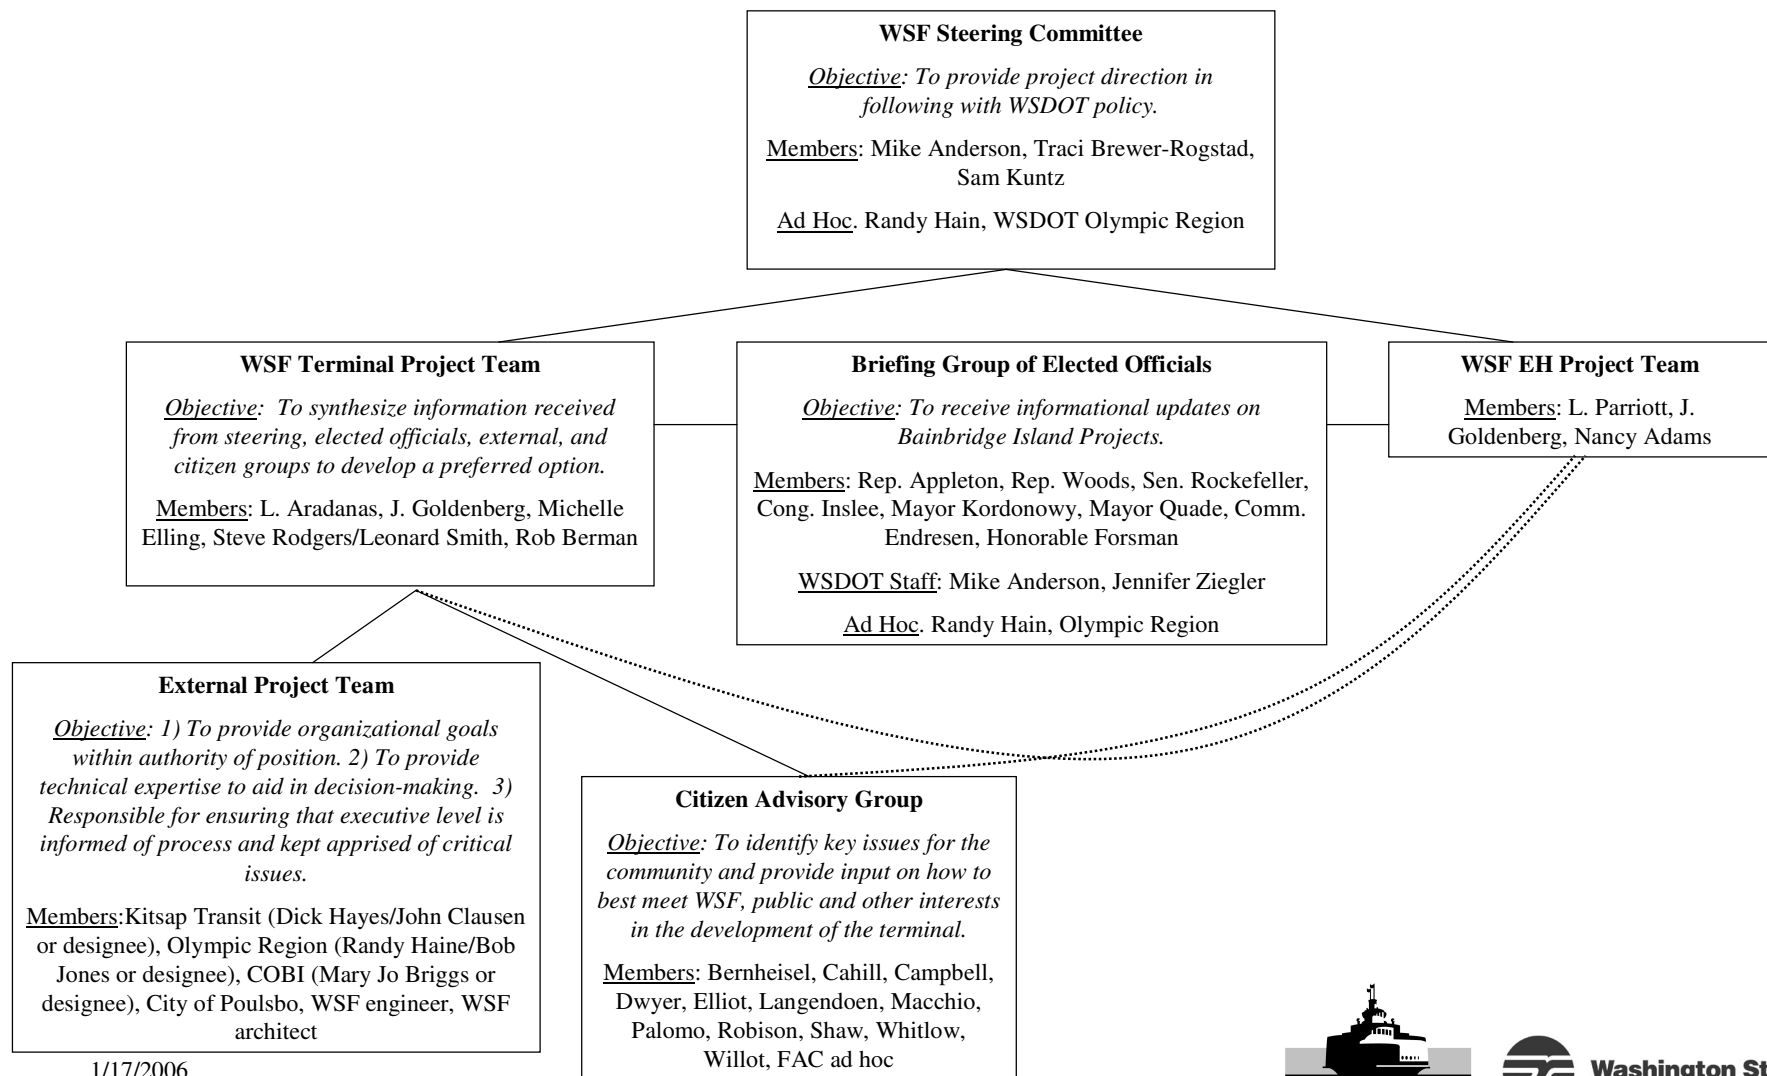 WSF Steering Committee
Objective: To provide project direction in
following with WSDOT policy.
Members: Mike Anderson, Traci Brewer-Rogstad,
Sam Kuntz
Ad Hoc. Randy Hain, WSDOT Olympic Region
WSF Terminal Project Team
Objective:  To synthesize information received
from steering, elected officials, external, and
citizen groups to develop a preferred option.
Members: L. Aradanas, J. Goldenberg, Michelle
Elling, Steve Rodgers/Leonard Smith, Rob Berman
Briefing Group of Elected Officials
Objective: To receive informational updates on
Bainbridge Island Projects.
Members: Rep. Appleton, Rep. Woods, Sen. Rockefeller,
Cong. Inslee, Mayor Kordonowy, Mayor Quade, Comm.
Endresen, Honorable Forsman
WSDOT Staff: Mike Anderson, Jennifer Ziegler
Ad Hoc. Randy Hain, Olympic Region
WSF EH Project Team
Members: L. Parriott, J.
Goldenberg, Nancy Adams
External Project Team
Objective: 1) To provide organizational goals
within authority of position. 2) To provide
technical expertise to aid in decision-making.  3)
Responsible for ensuring that executive level is
informed of process and kept apprised of critical
issues.
Members:Kitsap Transit (Dick Hayes/John Clausen
or designee), Olympic Region (Randy Haine/Bob
Jones or designee), COBI (Mary Jo Briggs or
designee), City of Poulsbo, WSF engineer, WSF
architect
Citizen Advisory Group
Objective: To identify key issues for the
community and provide input on how to
best meet WSF, public and other interests
in the development of the terminal.
Members: Bernheisel, Cahill, Campbell,
Dwyer, Elliot, Langendoen, Macchio,
Palomo, Robison, Shaw, Whitlow,
Willot, FAC ad hoc
1/17/2006
Washington St